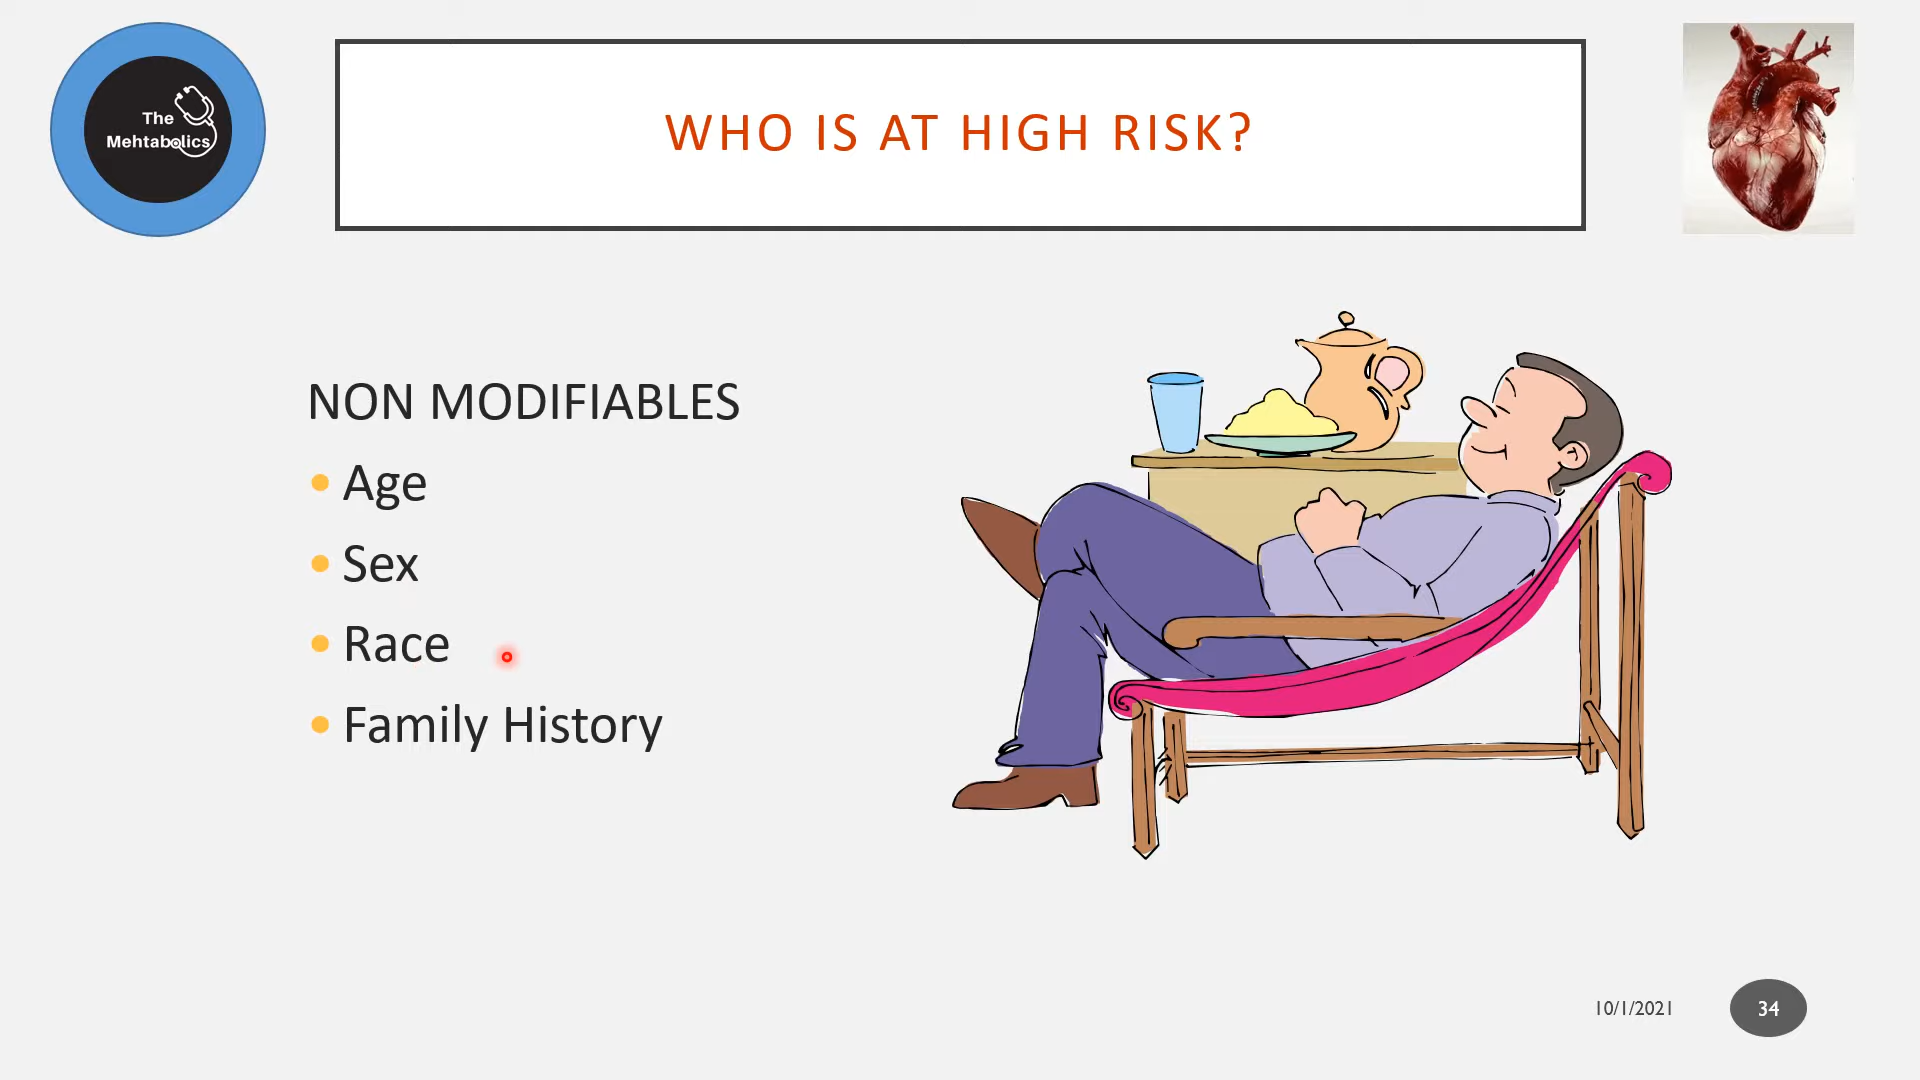 The
Mehtabolics
WHO IS AT HIGH RISK?
NON MODIFIABLES
Age
Sex
Race
Family History
10/1/2021
34